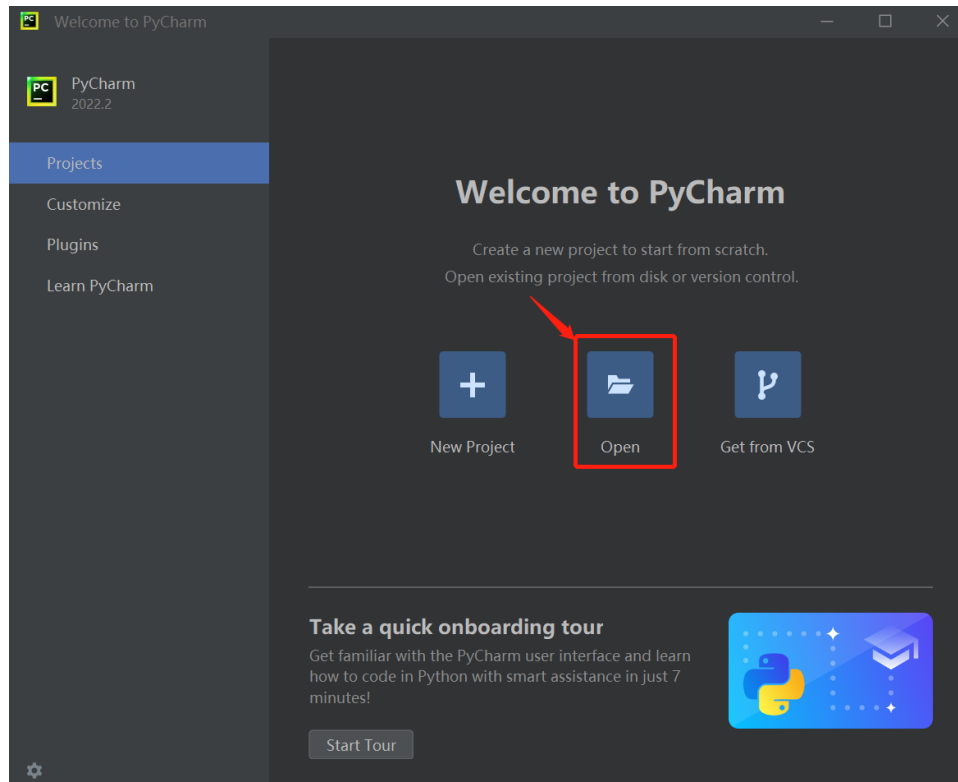 Welcome to PyCharm
PC
PyCharm
2022.2
Projects
Customize
Plugins
Learn PyCharm
Welcome to PyCharm
Create a new project to start from scratch.
Open existing project from disk or version control.
New Project
Open
Get from VCS
Take a quick onboarding tour
Get familiar with the PyCharm user interface and learn
how to code in Python with smart assistance in just 7
minutes!
Start Tour